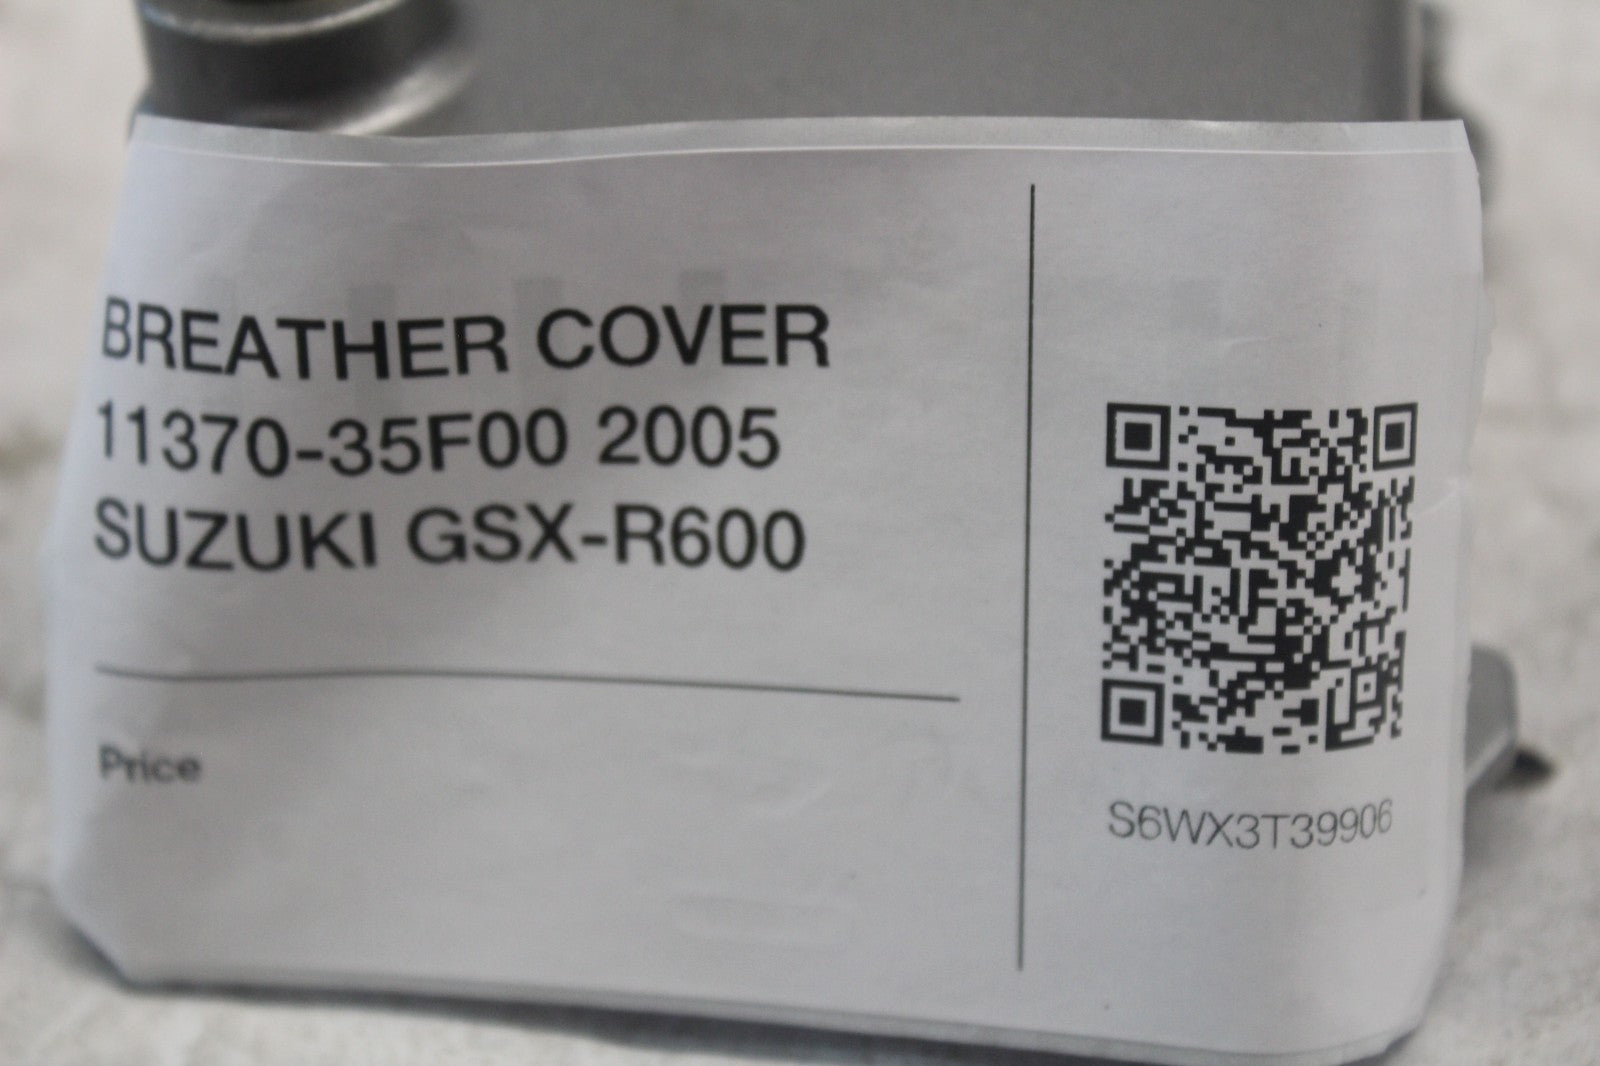 BREATHER COVER
11370-35F00 2005
SUZUKI GSX-R600
Price
S6WX3T39906